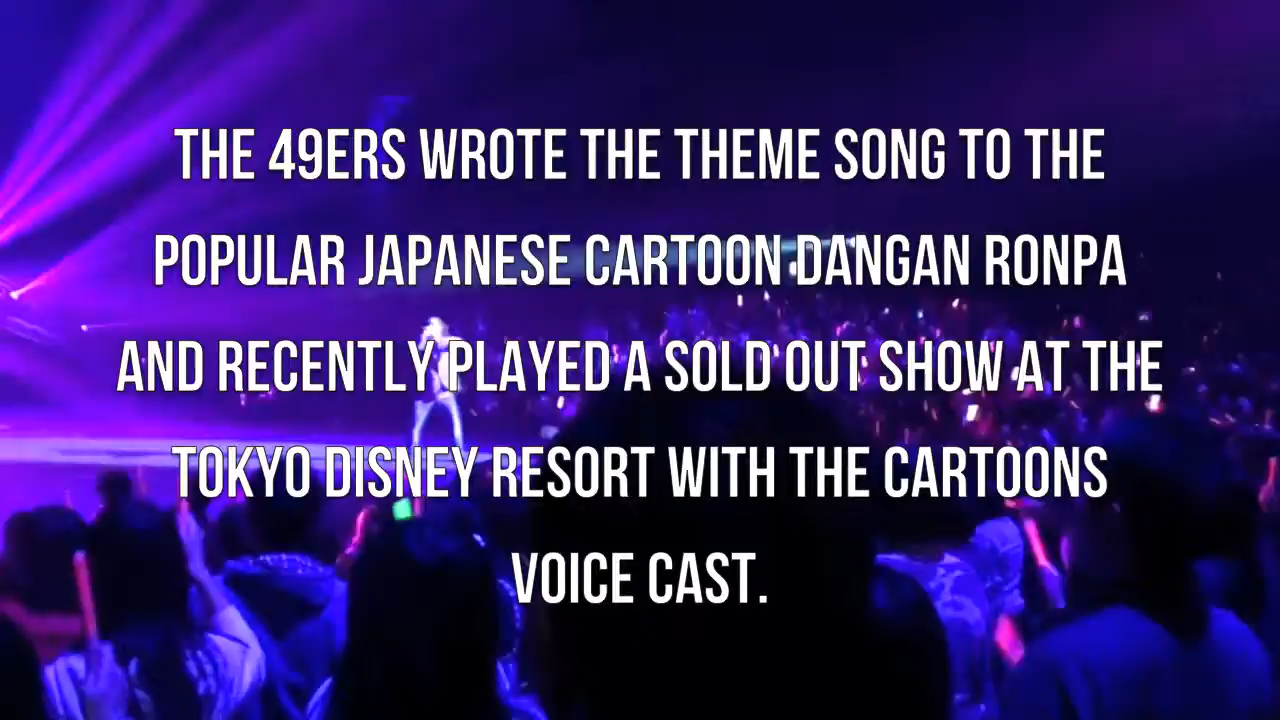 THE 49ERS WROTE THE THEME SONG TO THE
POPULAR JAPANESE CARTOON DANGAN RONPA
AND RECENTLY PLAYED A SOLD OUT SHOW AT THE
TOKYO DISNEY RESORT WITH THE CARTOONS
VOICE CAST.